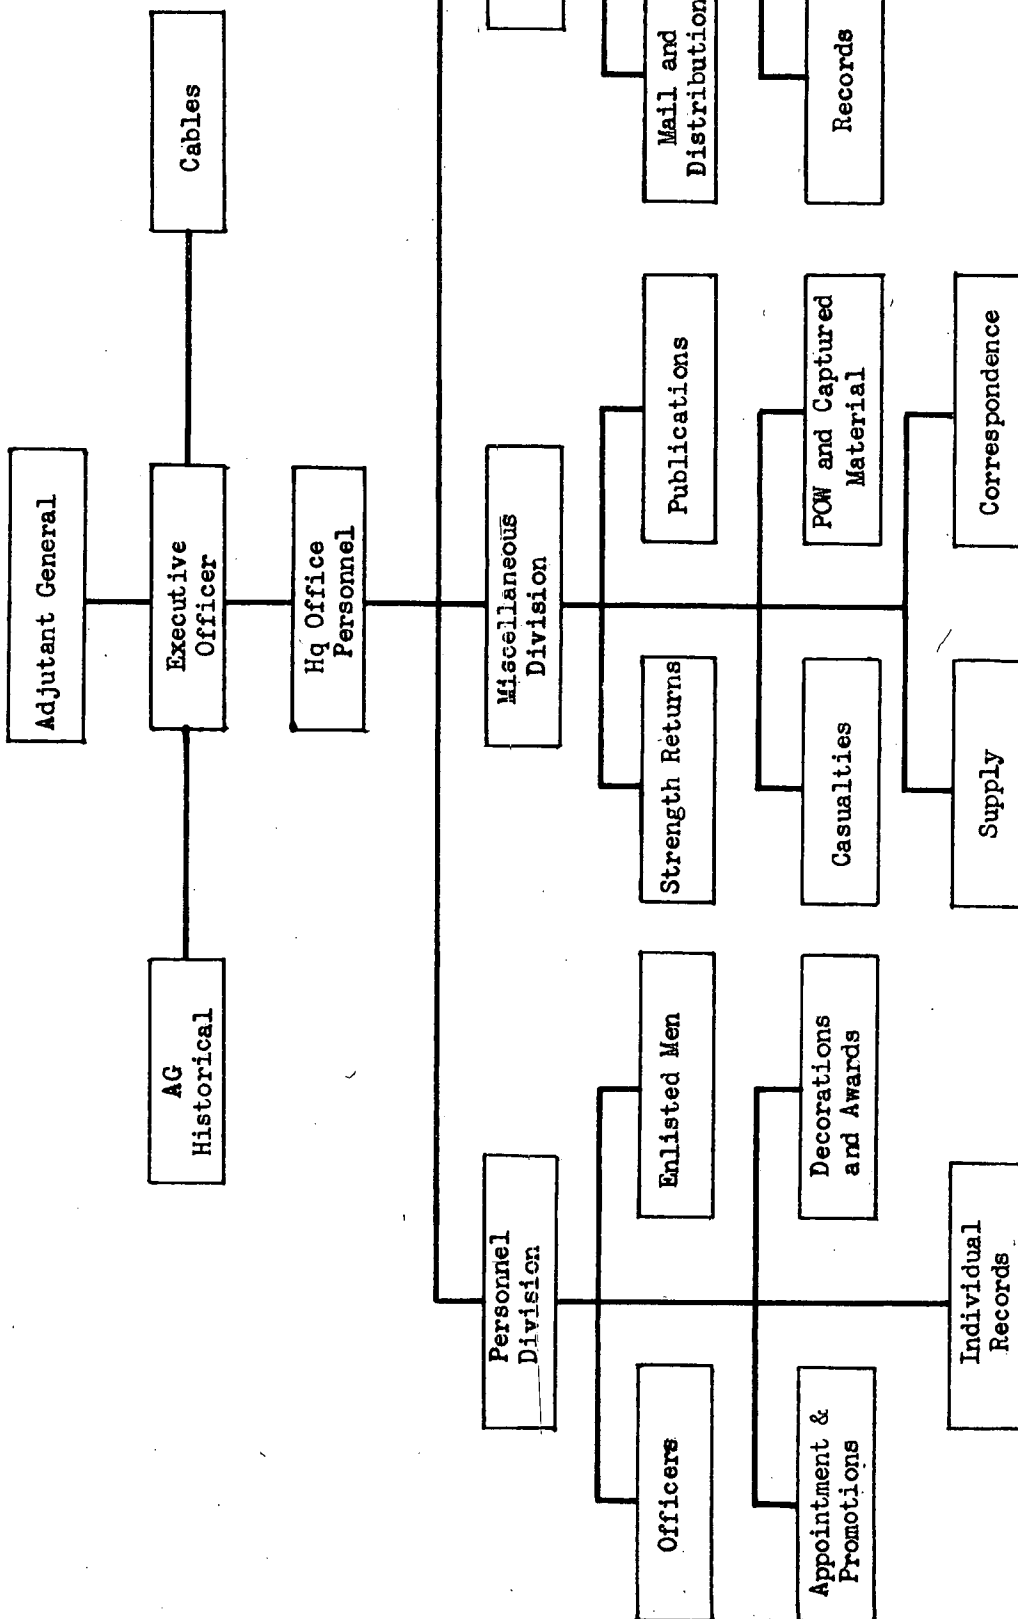 Adjutant General
AG
Historical
Executive
Officer
Cables
Hq Office
Personnel
Personnel
Division
Miscellaneous
Division
Officers
Enlisted Men
Strength Returns
Publications
Mail and
Distribution
Appointment &
Promotions
Decorations
and Awards
Casualties
POW and Captured
Material
Records
Individual
Records
Supply
Correspondence